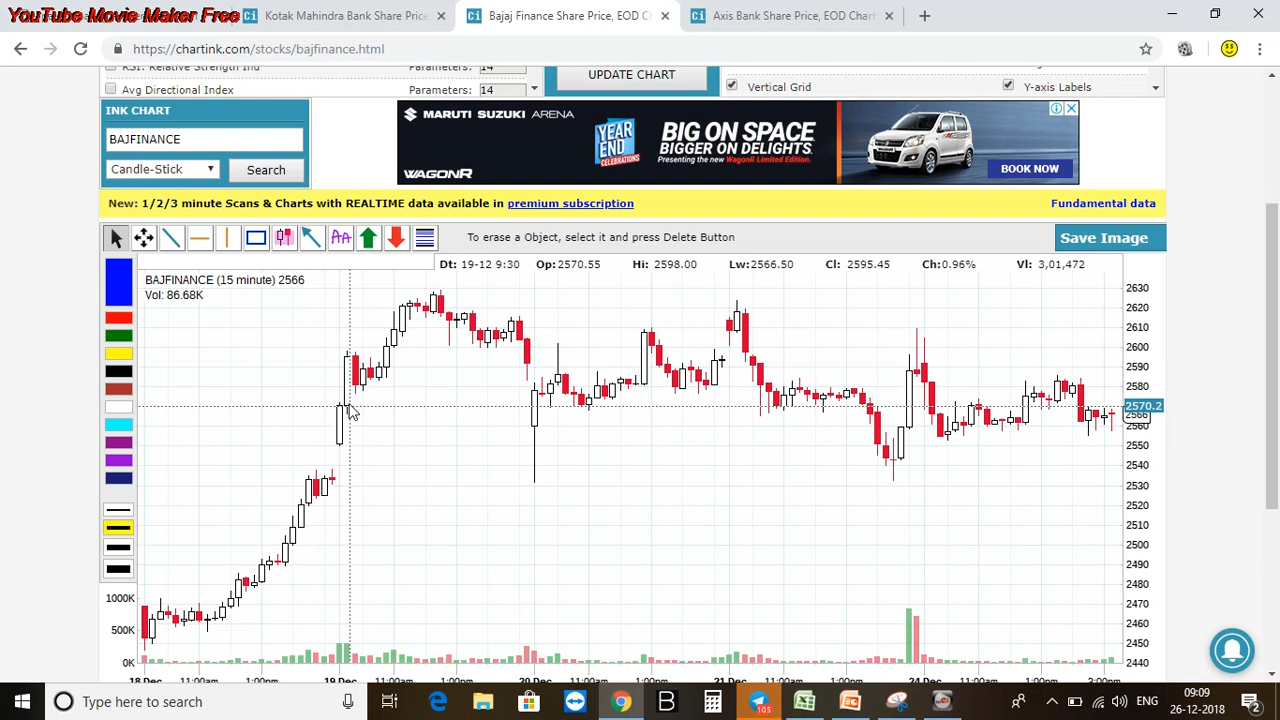 YouTube Movie Maker Free
Kotak Mahindra Bank Share Price
Bajaj Finance Share Price, EOD C
Axis Bank Share Price, EOD Chart
https://chartink.com/stocks/bajfinance.html
RSI: Relative Strength Ind
Parameters:
14
UPDATE CHART
Vertical Grid
Y-axis Labels
Avg Directional Index
Parameters:
14
INK CHART
BAJFINANCE
Candle-Stick
Search
MARUTI SUZUKI ARENA
YEAR END CELEBRATIONS
BIG ON SPACE
BIGGER ON DELIGHTS.
Presenting the new WagonR Limited Edition.
WAGONR
BOOK NOW
New: 1/2/3 minute Scans & Charts with REALTIME data available in premium subscription
Fundamental data
To erase a Object, select it and press Delete Button
Save Image
Dt: 19-12 9:30 Op:2570.55 Hi: 2598.00 Lw:2566.50 Cl: 2595.45 Ch:0.96% Vl: 3,01,472
BAJFINANCE (15 minute) 2566
Vol: 86.68K
2630
2620
2610
2600
2590
2580
2570.2
2566
2560
2550
2540
2530
2520
2510
2500
2490
2480
2470
2460
2450
2440
1000K
500K
0K
18 Dec 11:00am 1:00pm 19 Dec 11:00am 1:00pm 20 Dec 11:00am 1:00pm 21 Dec 11:00am 1:00pm 24 Dec 11:00am 1:00pm 2:00pm
Type here to search
105
ENG
09:09
26-12-2018
2